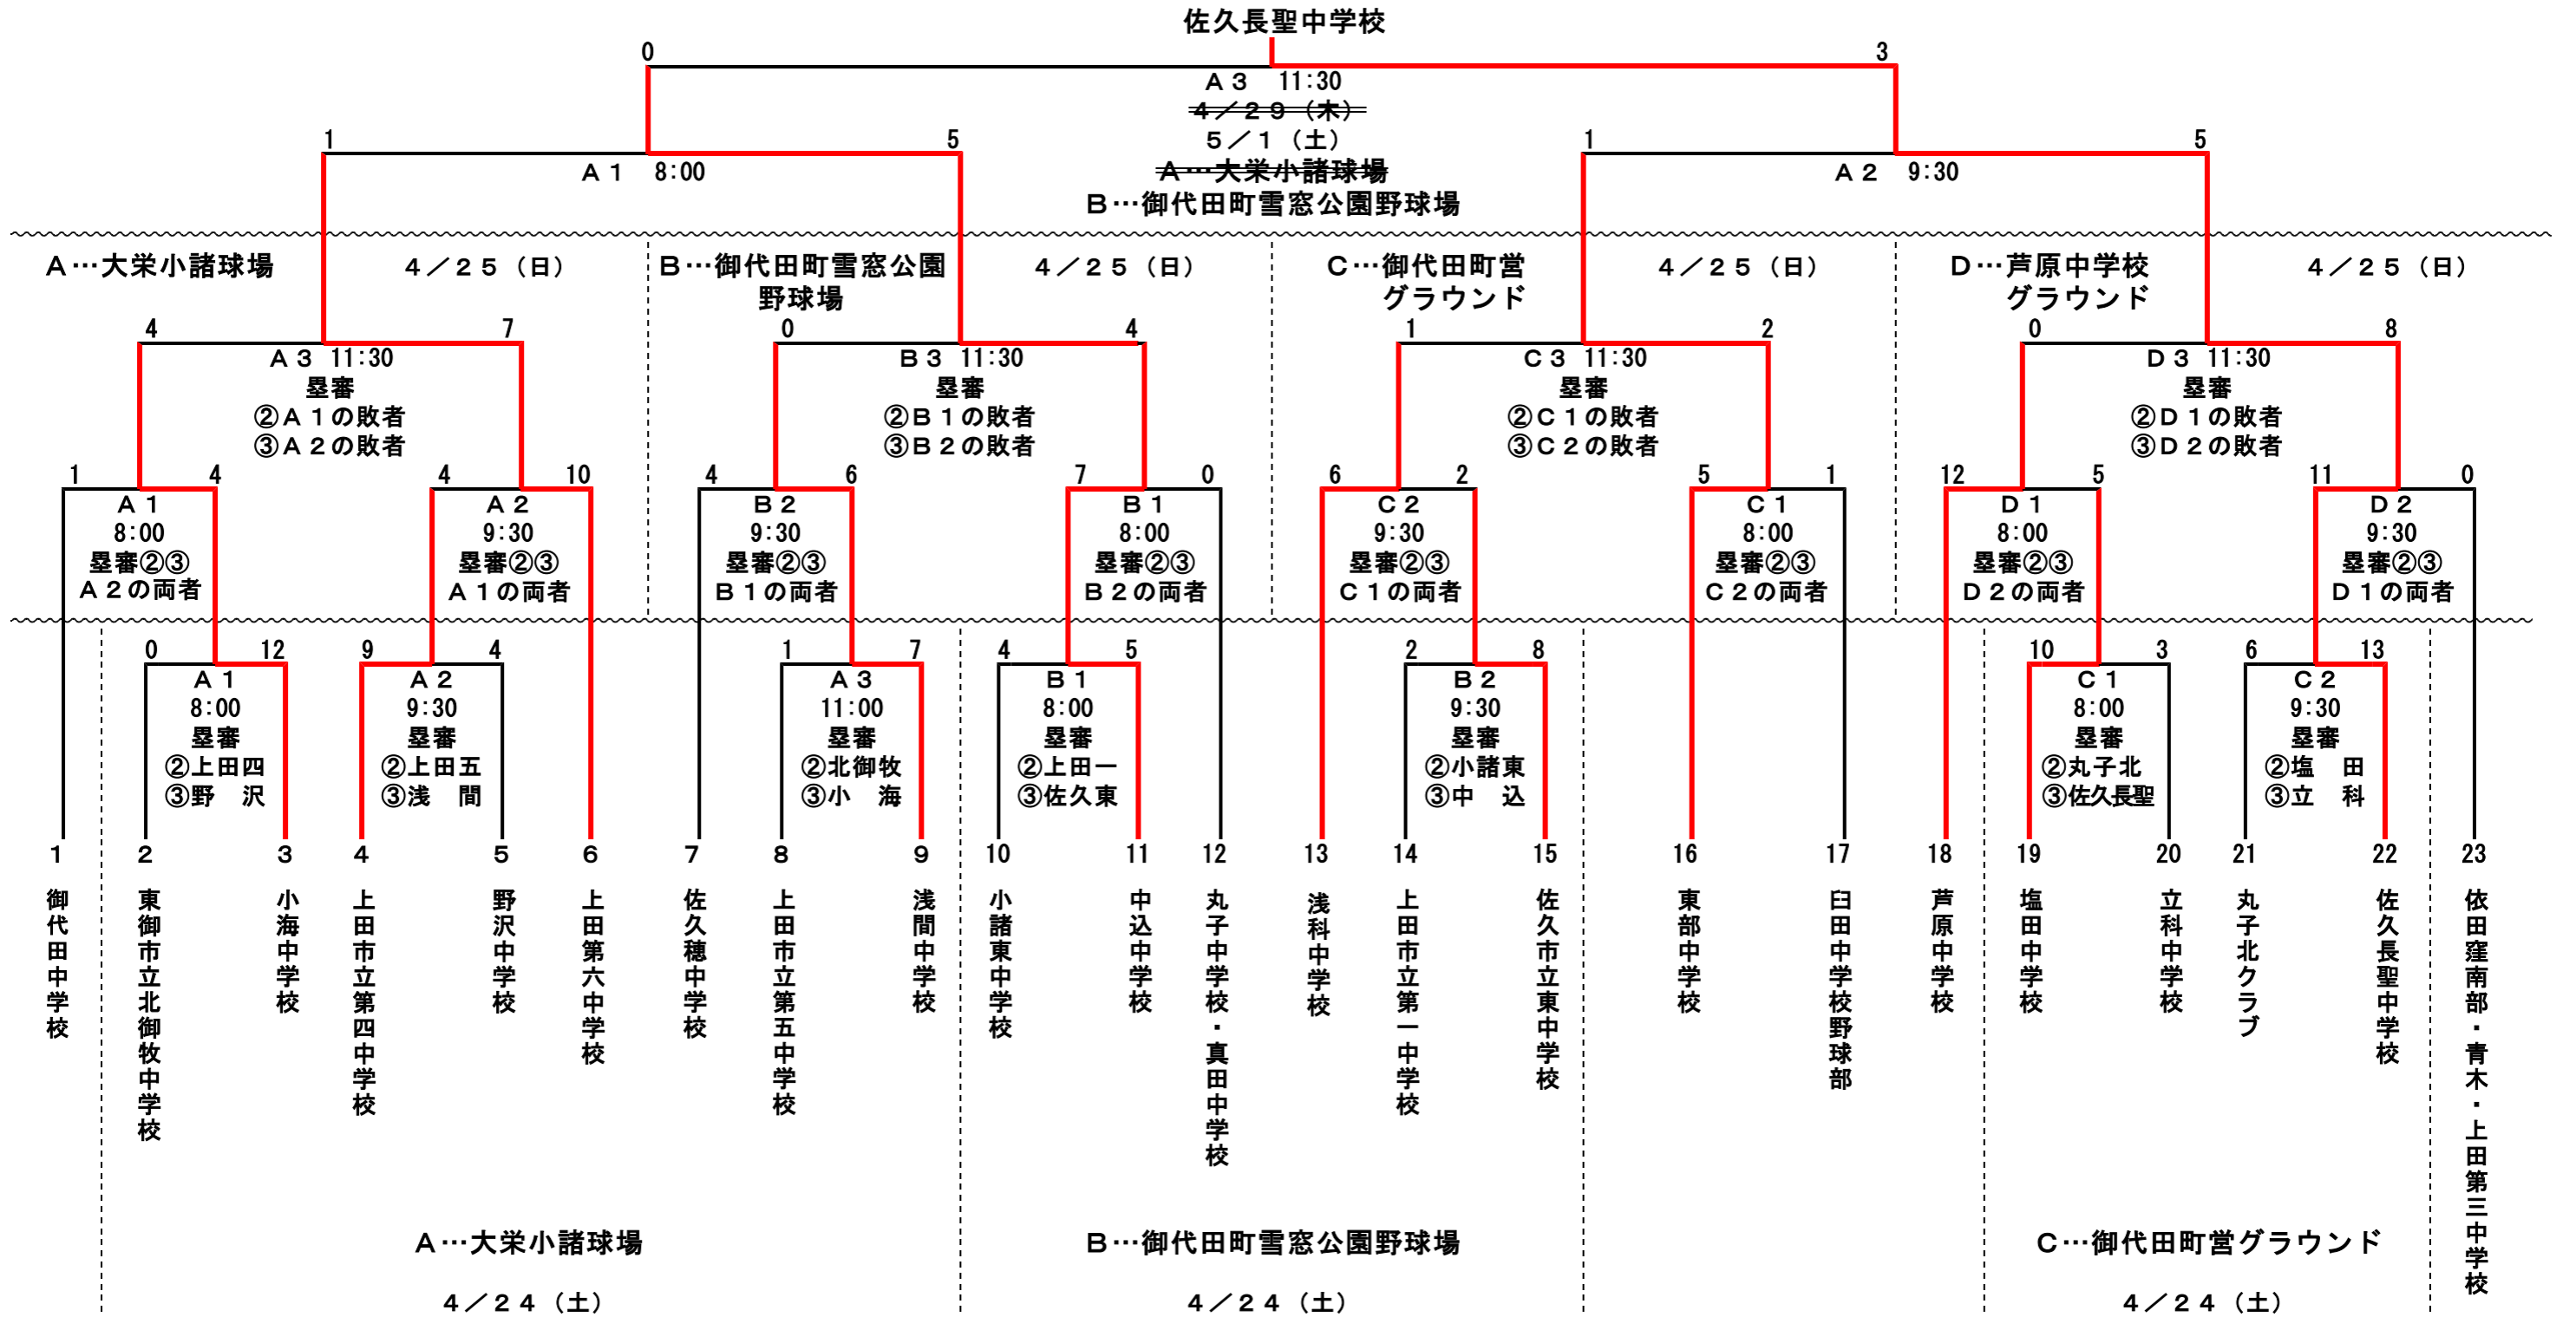 佐久長聖中学校
0 3
Ａ３ 11:30
４／２９（木）
1 5 ５／１（土） 1 5
Ａ１ 8:00 Ａ…大栄小諸球場 Ａ２ 9:30
Ｂ…御代田町雪窓公園野球場
Ａ…大栄小諸球場 ４／２５（日） Ｂ…御代田町雪窓公園 ４／２５（日） Ｃ…御代田町営 ４／２５（日） Ｄ…芦原中学校 ４／２５（日）
野球場 グラウンド グラウンド
4 7 0 4 1 2 0 8
Ａ３ 11:30 Ｂ３ 11:30 Ｃ３ 11:30 Ｄ３ 11:30
塁審 塁審 塁審 塁審
②Ａ１の敗者 ②Ｂ１の敗者 ②Ｃ１の敗者 ②Ｄ１の敗者
③Ａ２の敗者 ③Ｂ２の敗者 ③Ｃ２の敗者 ③Ｄ２の敗者
1 4 4 10 4 6 7 0 6 2 5 1 12 5 11 0
Ａ１ Ａ２ Ｂ２ Ｂ１ Ｃ２ Ｃ１ Ｄ１ Ｄ２
8:00 9:30 9:30 8:00 9:30 8:00 8:00 9:30
塁審②③ 塁審②③ 塁審②③ 塁審②③ 塁審②③ 塁審②③ 塁審②③ 塁審②③
Ａ２の両者 Ａ１の両者 Ｂ１の両者 Ｂ２の両者 Ｃ１の両者 Ｃ２の両者 Ｄ２の両者 Ｄ１の両者
0 12 9 4 1 7 4 5 2 8 10 3 6 13
Ａ１ Ａ２ Ａ３ Ｂ１ Ｂ２ Ｃ１ Ｃ２
8:00 9:30 11:00 8:00 9:30 8:00 9:30
塁審 塁審 塁審 塁審 塁審 塁審 塁審
②上田四 ②上田五 ②北御牧 ②上田一 ②小諸東 ②丸子北 ②塩　田
③野　沢 ③浅　間 ③小　海 ③佐久東 ③中　込 ③佐久長聖 ③立　科
1 2 3 4 5 6 7 8 9 10 11 12 13 14 15 16 17 18 19 20 21 22 23
御代田中学校
東御市立北御牧中学校
小海中学校
上田市立第四中学校
野沢中学校
上田第六中学校
佐久穂中学校
上田市立第五中学校
浅間中学校
小諸東中学校
中込中学校
丸子中学校・真田中学校
浅科中学校
上田市立第一中学校
佐久市立東中学校
東部中学校
臼田中学校野球部
芦原中学校
塩田中学校
立科中学校
丸子北クラブ
佐久長聖中学校
依田窪南部・青木・上田第三中学校
Ａ…大栄小諸球場 Ｂ…御代田町雪窓公園野球場 Ｃ…御代田町営グラウンド
４／２４（土） ４／２４（土） ４／２４（土）